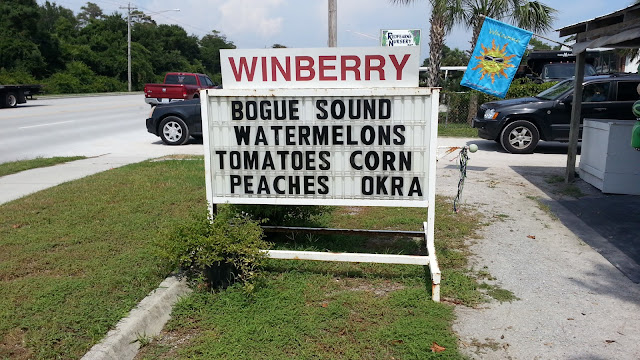 WINBERRY
BOGUE SOUND
WATERMELONS
TOMATOES CORN
PEACHES OKRA